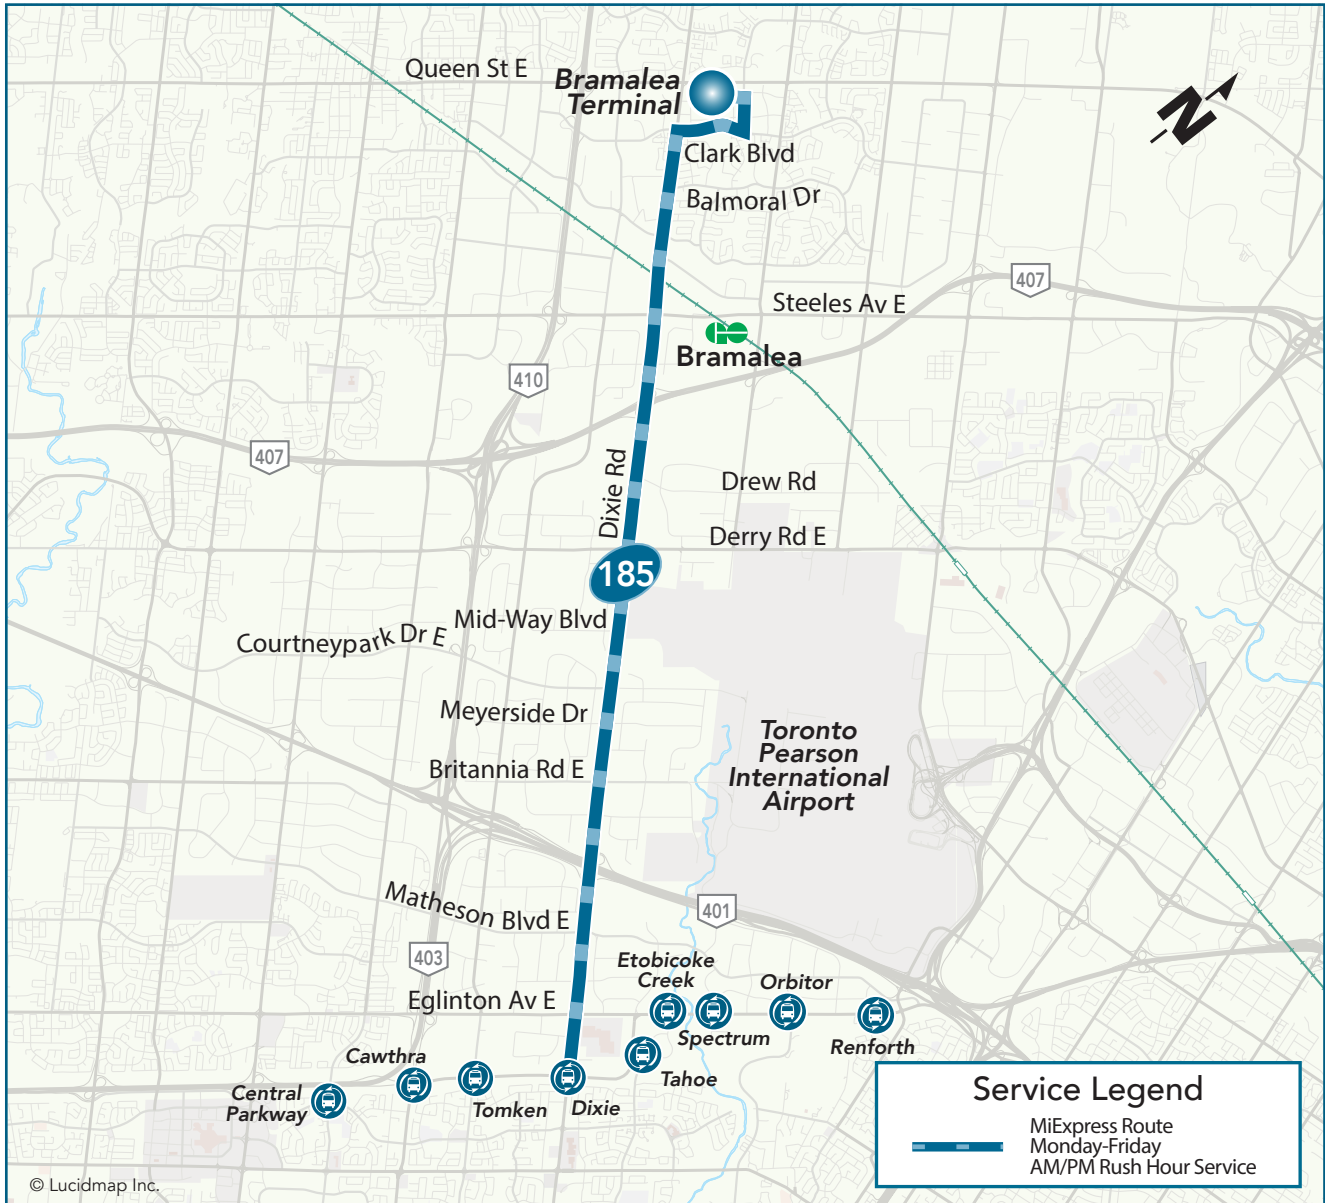 Queen St E
Bramalea
Terminal
N
Clark Blvd
Balmoral Dr
407
Steeles Av E
GO
Bramalea
410
407
Dixie Rd
Drew Rd
Derry Rd E
185
Mid-Way Blvd
Courtneypark Dr E
Meyerside Dr
Toronto
Pearson
International
Airport
Britannia Rd E
Matheson Blvd E
401
403
Etobicoke
Creek
Orbitor
Eglinton Av E
Spectrum
Renforth
Cawthra
Tahoe
Central
Parkway
Tomken
Dixie
Service Legend
MiExpress Route
Monday-Friday
AM/PM Rush Hour Service
© Lucidmap Inc.